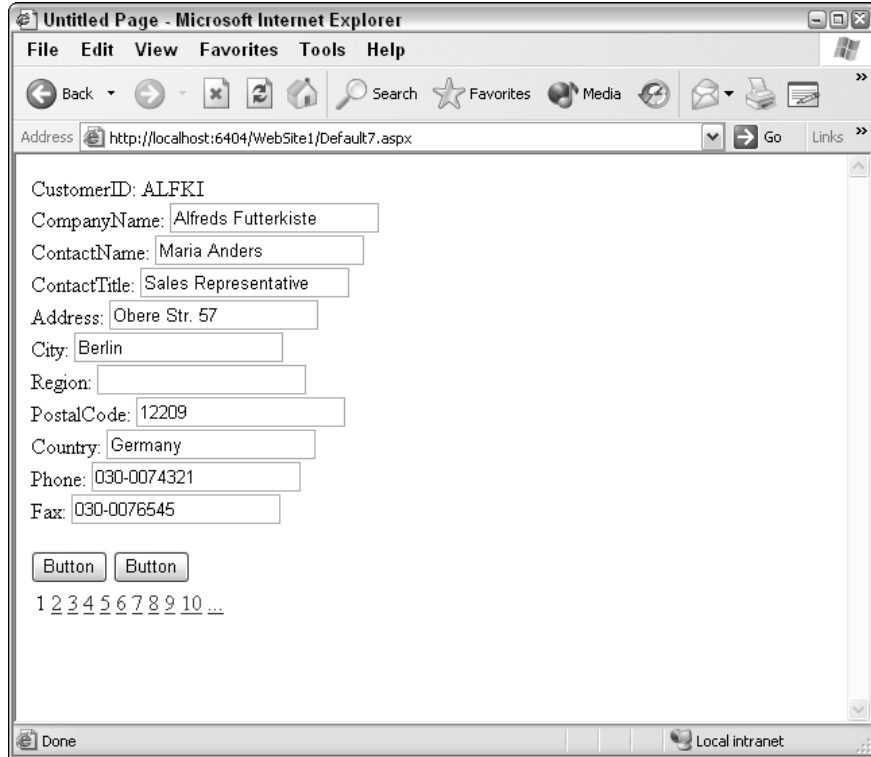 Untitled Page - Microsoft Internet Explorer
File Edit View Favorites Tools Help
Back Search Favorites Media »
Address http://localhost:6404/WebSite1/Default7.aspx Go Links »
CustomerID: ALFKI
CompanyName: Alfreds Futterkiste
ContactName: Maria Anders
ContactTitle: Sales Representative
Address: Obere Str. 57
City: Berlin
Region:
PostalCode: 12209
Country: Germany
Phone: 030-0074321
Fax: 030-0076545
Button Button
1 2 3 4 5 6 7 8 9 10 ...
Done Local intranet